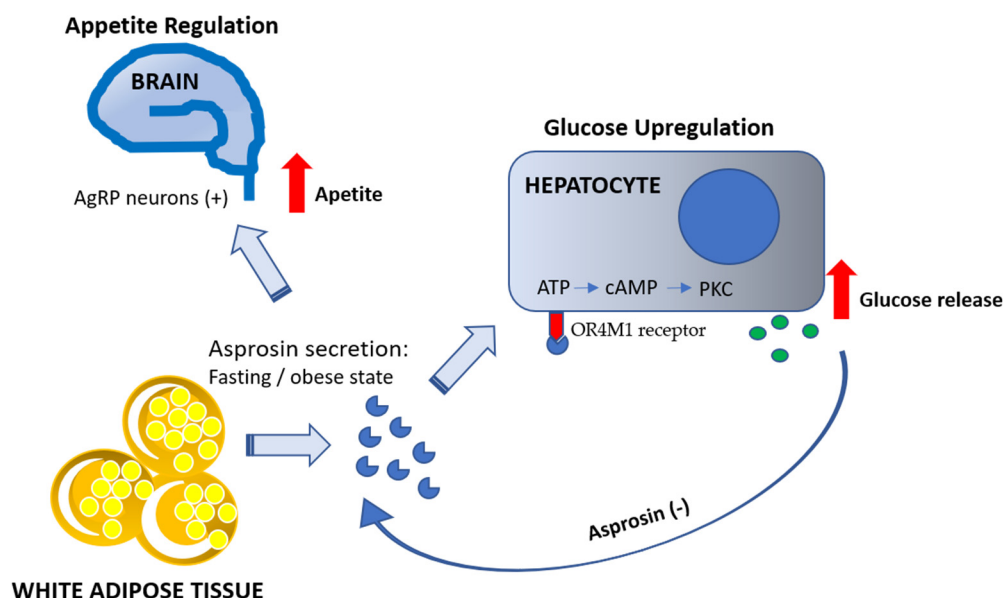 Appetite Regulation
BRAIN
AgRP neurons (+)
Apetite
Glucose Upregulation
HEPATOCYTE
ATP cAMP PKC
OR4M1 receptor
Glucose release
Asprosin secretion:
Fasting / obese state
Asprosin (-)
WHITE ADIPOSE TISSUE